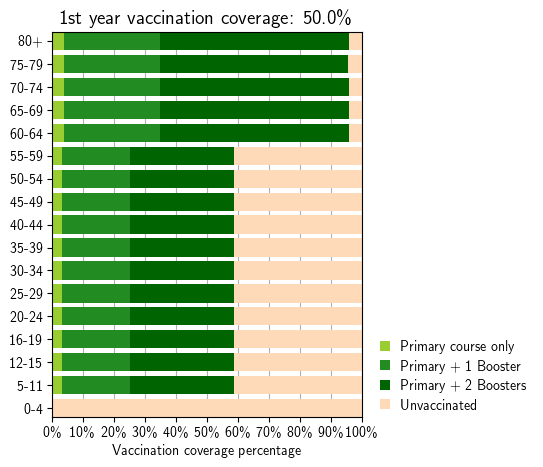 1st year vaccination coverage: 50.0%
80+
75-79
70-74
65-69
60-64
55-59
50-54
45-49
40-44
35-39
30-34
25-29
20-24
16-19
12-15
5-11
0-4
0% 10% 20% 30% 40% 50% 60% 70% 80% 90% 100%
Vaccination coverage percentage
Primary course only
Primary + 1 Booster
Primary + 2 Boosters
Unvaccinated